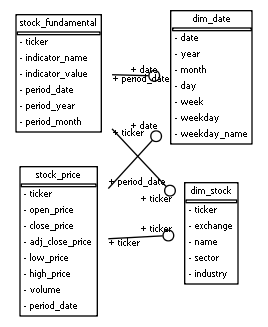 stock_fundamental
- ticker
- indicator_name
- indicator_value
- period_date
- period_year
- period_month
dim_date
- date
- year
- month
- day
- week
- weekday
- weekday_name
+ date
+ period_date
+ ticker
+ date
stock_price
- ticker
- open_price
- close_price
- adj_close_price
- low_price
- high_price
- volume
- period_date
+ period_date
+ ticker
+ ticker
+ ticker
dim_stock
- ticker
- exchange
- name
- sector
- industry